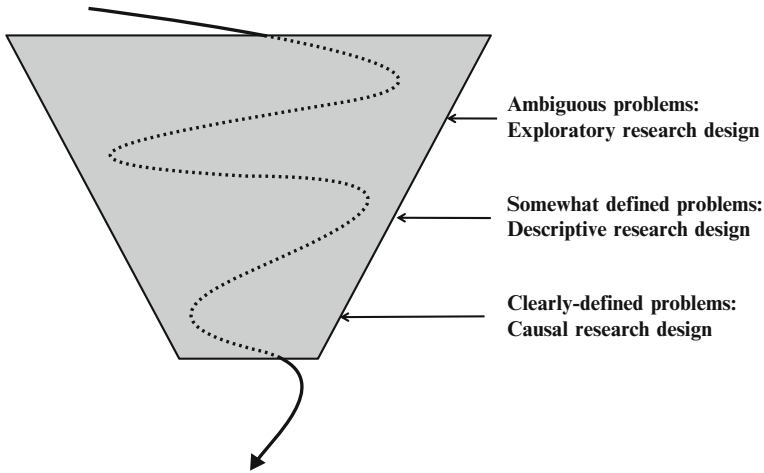 Ambiguous problems:
Exploratory research design
Somewhat defined problems:
Descriptive research design
Clearly-defined problems:
Causal research design